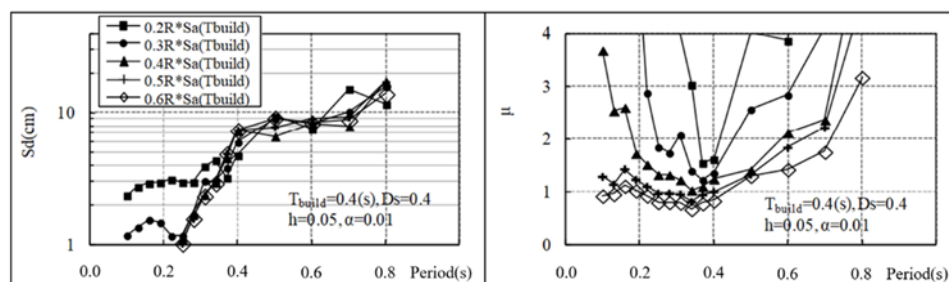 0.2R*Sa(Tbuild)
0.3R*Sa(Tbuild)
0.4R*Sa(Tbuild)
0.5R*Sa(Tbuild)
0.6R*Sa(Tbuild)
Sd(cm)
10
1
Tbuild=0.4(s), Ds=0.4
h=0.05, α=0.01
0.0 0.2 0.4 0.6 0.8 Period(s)
μ
4
3
2
1
0
Tbuild=0.4(s), Ds=0.4
h=0.05, α=0.01
0.0 0.2 0.4 0.6 0.8 Period(s)